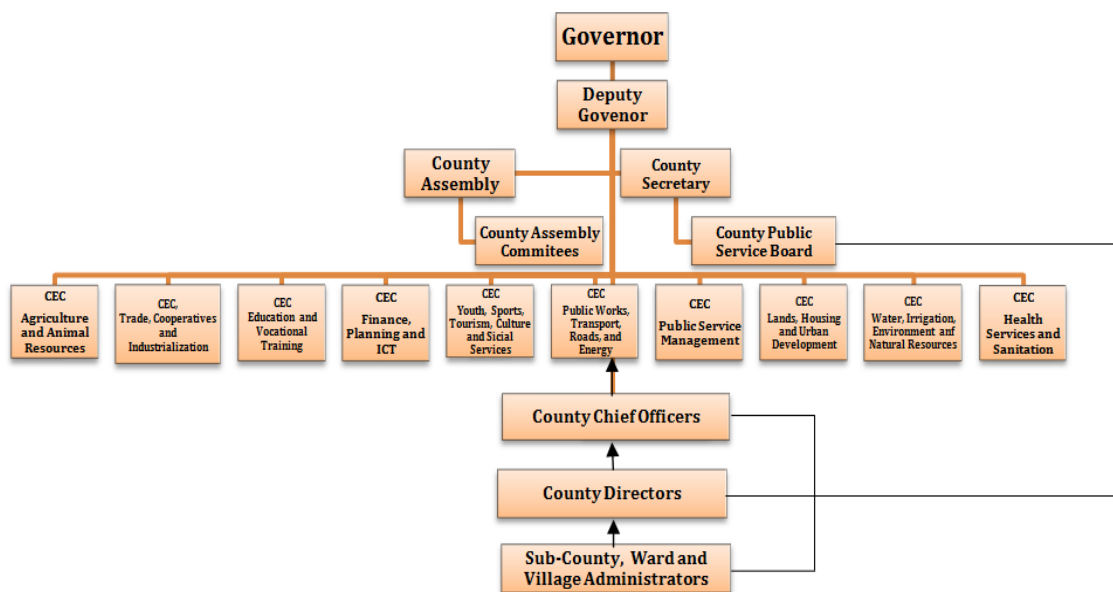 Governor
Deputy
Govenor
County
Assembly
County
Secretary
County Assembly
Commitees
County Public
Service Board
CEC
Agriculture
and Animal
Resources
CEC,
Trade, Cooperatives
and
Industrialization
CEC
Education and
Vocational
Training
CEC
Finance,
Planning and
ICT
CEC
Youth, Sports,
Tourism, Culture
and Sicial
Services
CEC
Public Works,
Transport,
Roads, and
Energy
CEC
Public Service
Management
CEC
Lands, Housing
and Urban
Development
CEC
Water, Irrigation,
Environment anf
Natural Resources
CEC
Health
Services and
Sanitation
County Chief Officers
County Directors
Sub-County, Ward and
Village Administrators